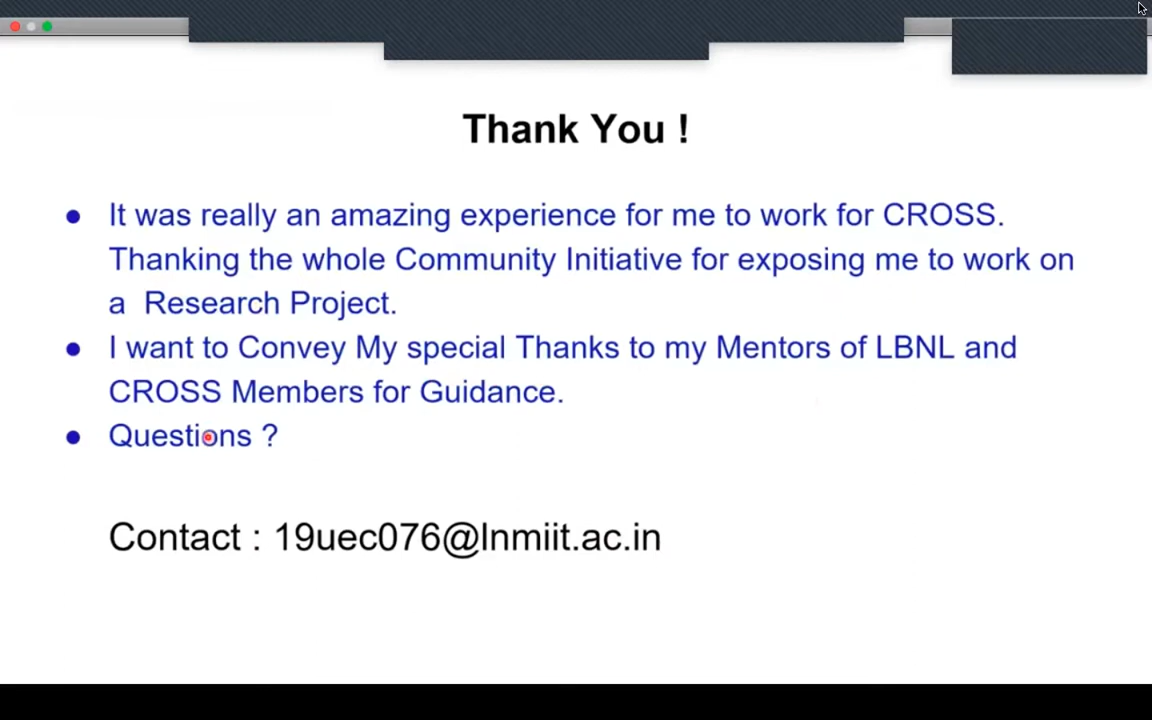 Thank You !
● It was really an amazing experience for me to work for CROSS.
Thanking the whole Community Initiative for exposing me to work on
a  Research Project.
● I want to Convey My special Thanks to my Mentors of LBNL and
CROSS Members for Guidance.
● Questions ?
Contact : 19uec076@lnmiit.ac.in